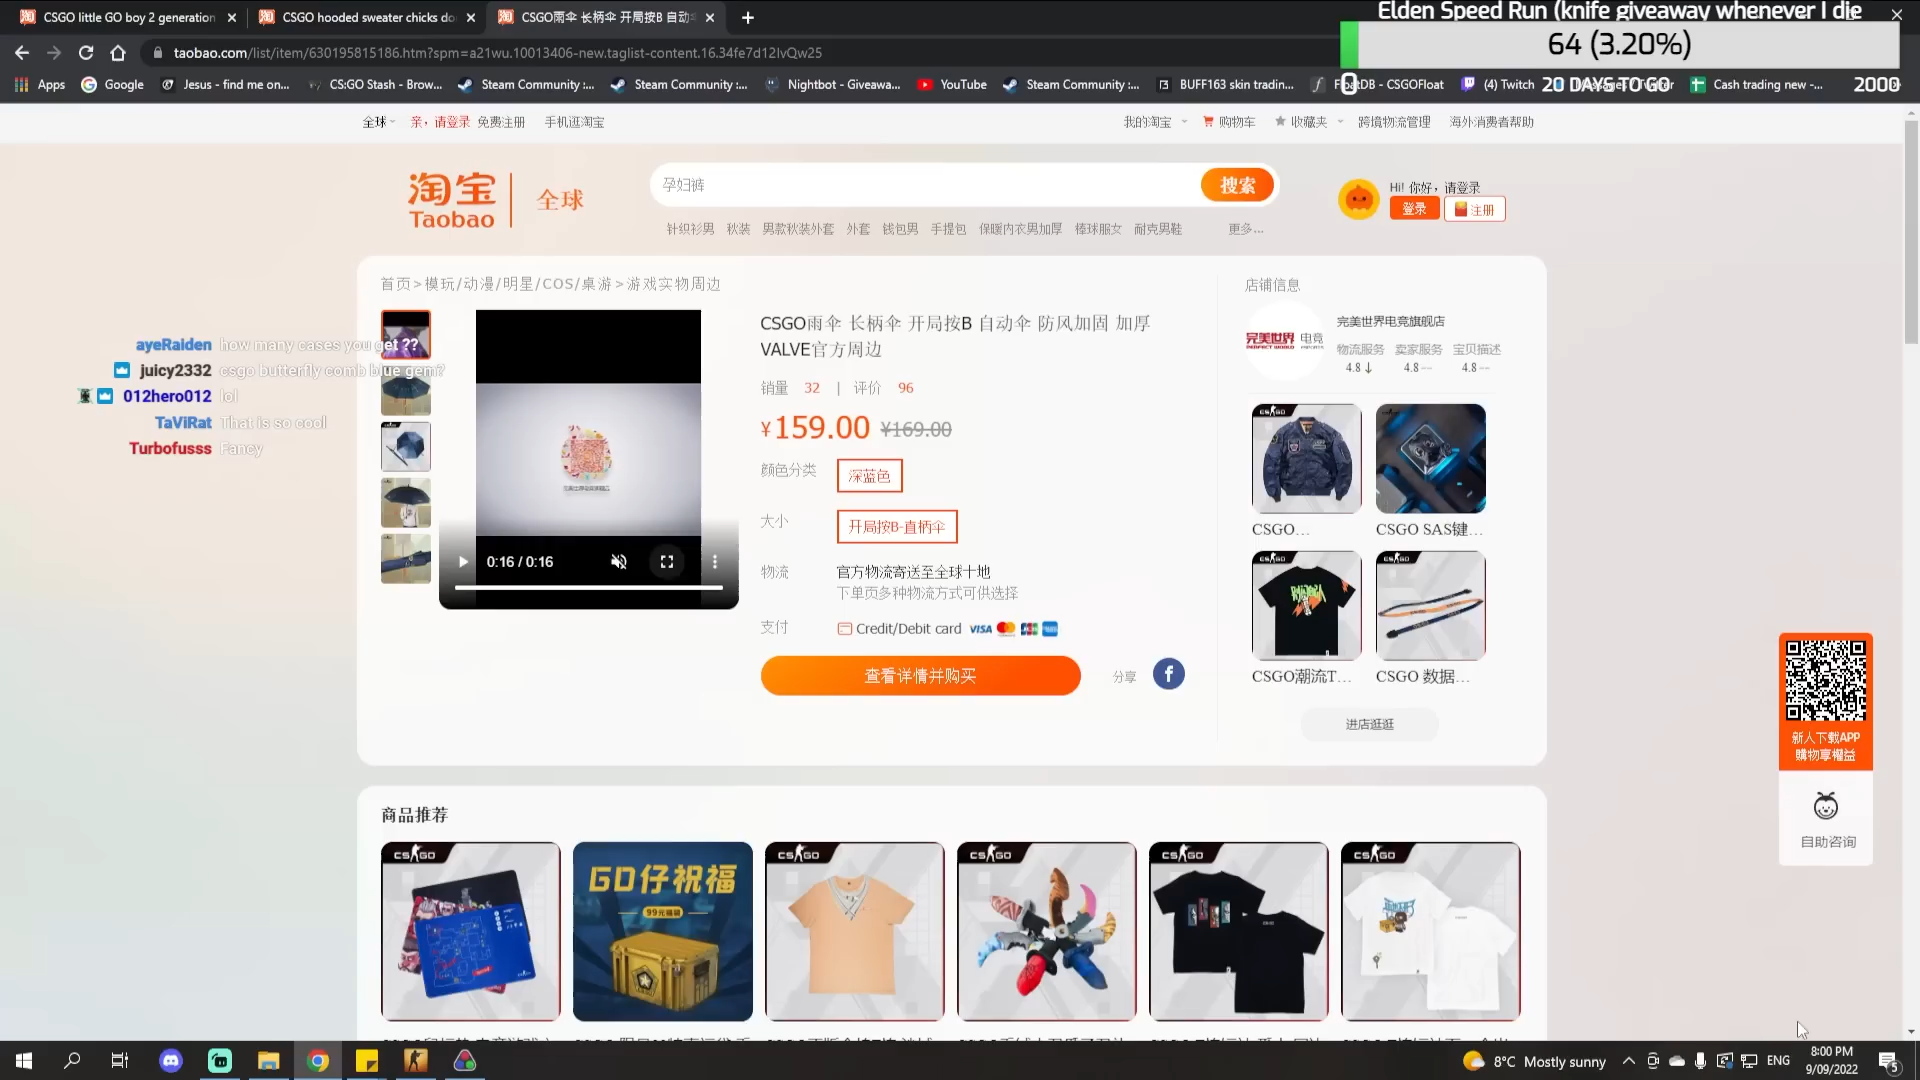 CSGO little GO boy 2 generation
CSGO hooded sweater chicks do
CSGO雨伞 长柄伞 开局按B 自动
Elden Speed Run (knife giveaway whenever I die
64 (3.20%)
0
20 DAYS TO GO
2000
taobao.com/list/item/630195815186.htm?spm=a21wu.10013406-new.taglist-content.16.34fe7d12IvQw25
Apps
Google
Jesus - find me on...
CS:GO Stash - Brow...
Steam Community :...
Steam Community :...
Nightbot - Giveawa...
YouTube
Steam Community :...
BUFF163 skin tradin...
FloatDB - CSGOFloat
(4) Twitch
Cash trading new -...
全球
亲，请登录
免费注册
手机逛淘宝
我的淘宝
购物车
收藏夹
跨境物流管理
海外消费者帮助
淘宝
Taobao
全球
孕妇裤
搜索
针织衫男 秋装 男款秋装外套 外套 钱包男 手提包 保暖内衣男加厚 棒球服女 耐克男鞋 更多...
Hi! 你好，请登录
登录
注册
首页>模玩/动漫/明星/COS/桌游>游戏实物周边
ayeRaiden how many cases you get ??
juicy2332 csgo butterfly comb blue gem?
012hero012 lol
TaViRat That is so cool
Turbofusss Fancy
0:16 / 0:16
CSGO雨伞 长柄伞 开局按B 自动伞 防风加固 加厚
VALVE官方周边
销量 32 | 评价 96
¥159.00 ¥169.00
颜色分类 深蓝色
大小 开局按B-直柄伞
物流 官方物流寄送至全球十地
下单页多种物流方式可供选择
支付 Credit/Debit card VISA
查看详情并购买
分享
店铺信息
完美世界 电竞
PERFECT WORLD
完美世界电竞旗舰店
物流服务 卖家服务 宝贝描述
4.8↓ 4.8 4.8
CS GO
CSGO...
CSGO SAS键...
CS GO
CS GO
CSGO潮流T...
CSGO 数据...
进店逛逛
新人下載APP
購物享權益
自助咨询
商品推荐
CS GO
GO仔祝福
99元福袋
CS GO
CS GO
CS GO
CS GO
8°C Mostly sunny
ENG
8:00 PM
9/09/2022
5